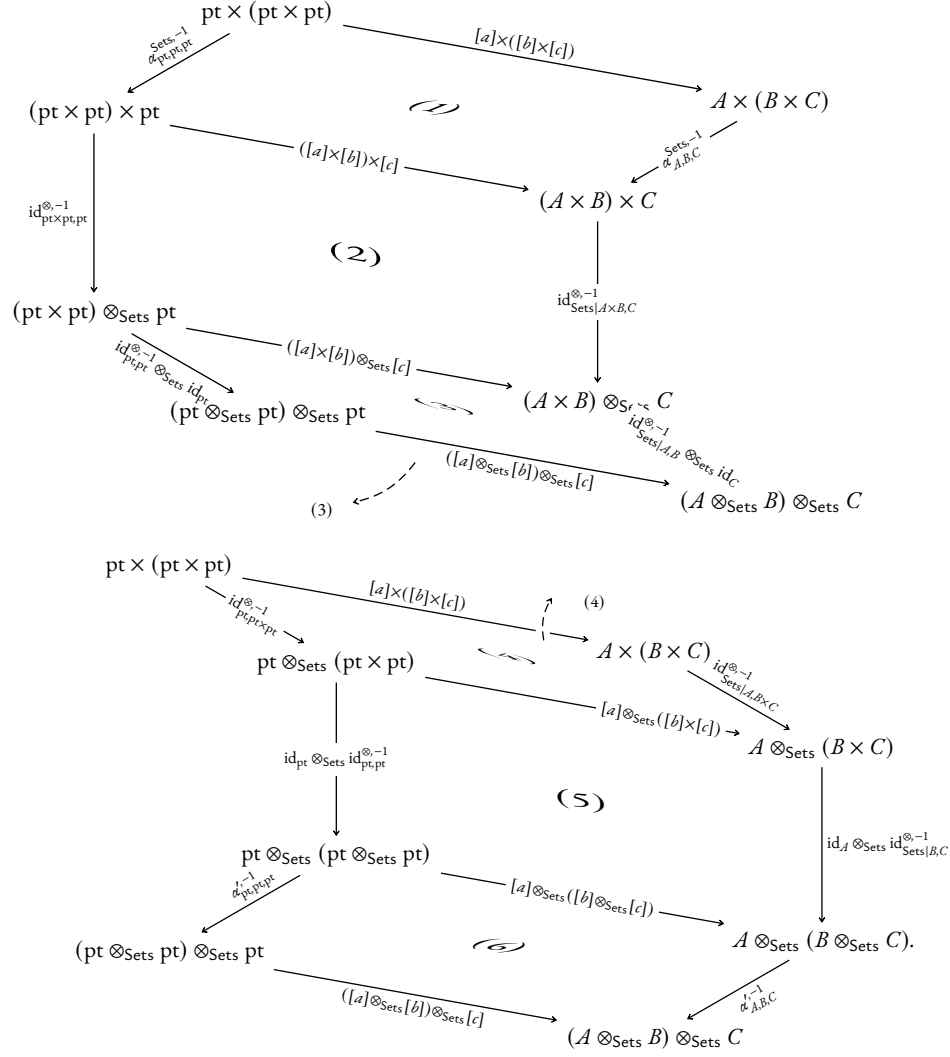 pt × (pt × pt)
[a]×([b]×[c])
α^{Sets,-1}_{pt,pt,pt}
(1)
A × (B × C)
(pt × pt) × pt
([a]×[b])×[c]
α^{Sets,-1}_{A,B,C}
(A × B) × C
id^{⊗,-1}_{pt×pt,pt}
(2)
id^{⊗,-1}_{Sets|A×B,C}
(pt × pt) ⊗_{Sets} pt
([a]×[b])⊗_{Sets}[c]
id^{⊗,-1}_{pt,pt} ⊗_{Sets} id_{pt}
(A × B) ⊗_{Sets} C
(pt ⊗_{Sets} pt) ⊗_{Sets} pt
id^{⊗,-1}_{Sets|A,B} ⊗_{Sets} id_C
([a]⊗_{Sets}[b])⊗_{Sets}[c]
(A ⊗_{Sets} B) ⊗_{Sets} C
(3)
pt × (pt × pt)
[a]×([b]×[c])
(4)
id^{⊗,-1}_{pt,pt×pt}
A × (B × C)
pt ⊗_{Sets} (pt × pt)
id^{⊗,-1}_{Sets|A,B×C}
[a]⊗_{Sets}([b]×[c])
A ⊗_{Sets} (B × C)
id_{pt} ⊗_{Sets} id^{⊗,-1}_{pt,pt}
(5)
id_A ⊗_{Sets} id^{⊗,-1}_{Sets|B,C}
pt ⊗_{Sets} (pt ⊗_{Sets} pt)
α'^{,-1}_{pt,pt,pt}
[a]⊗_{Sets}([b]⊗_{Sets}[c])
A ⊗_{Sets} (B ⊗_{Sets} C).
(pt ⊗_{Sets} pt) ⊗_{Sets} pt
(6)
([a]⊗_{Sets}[b])⊗_{Sets}[c]
α'^{,-1}_{A,B,C}
(A ⊗_{Sets} B) ⊗_{Sets} C